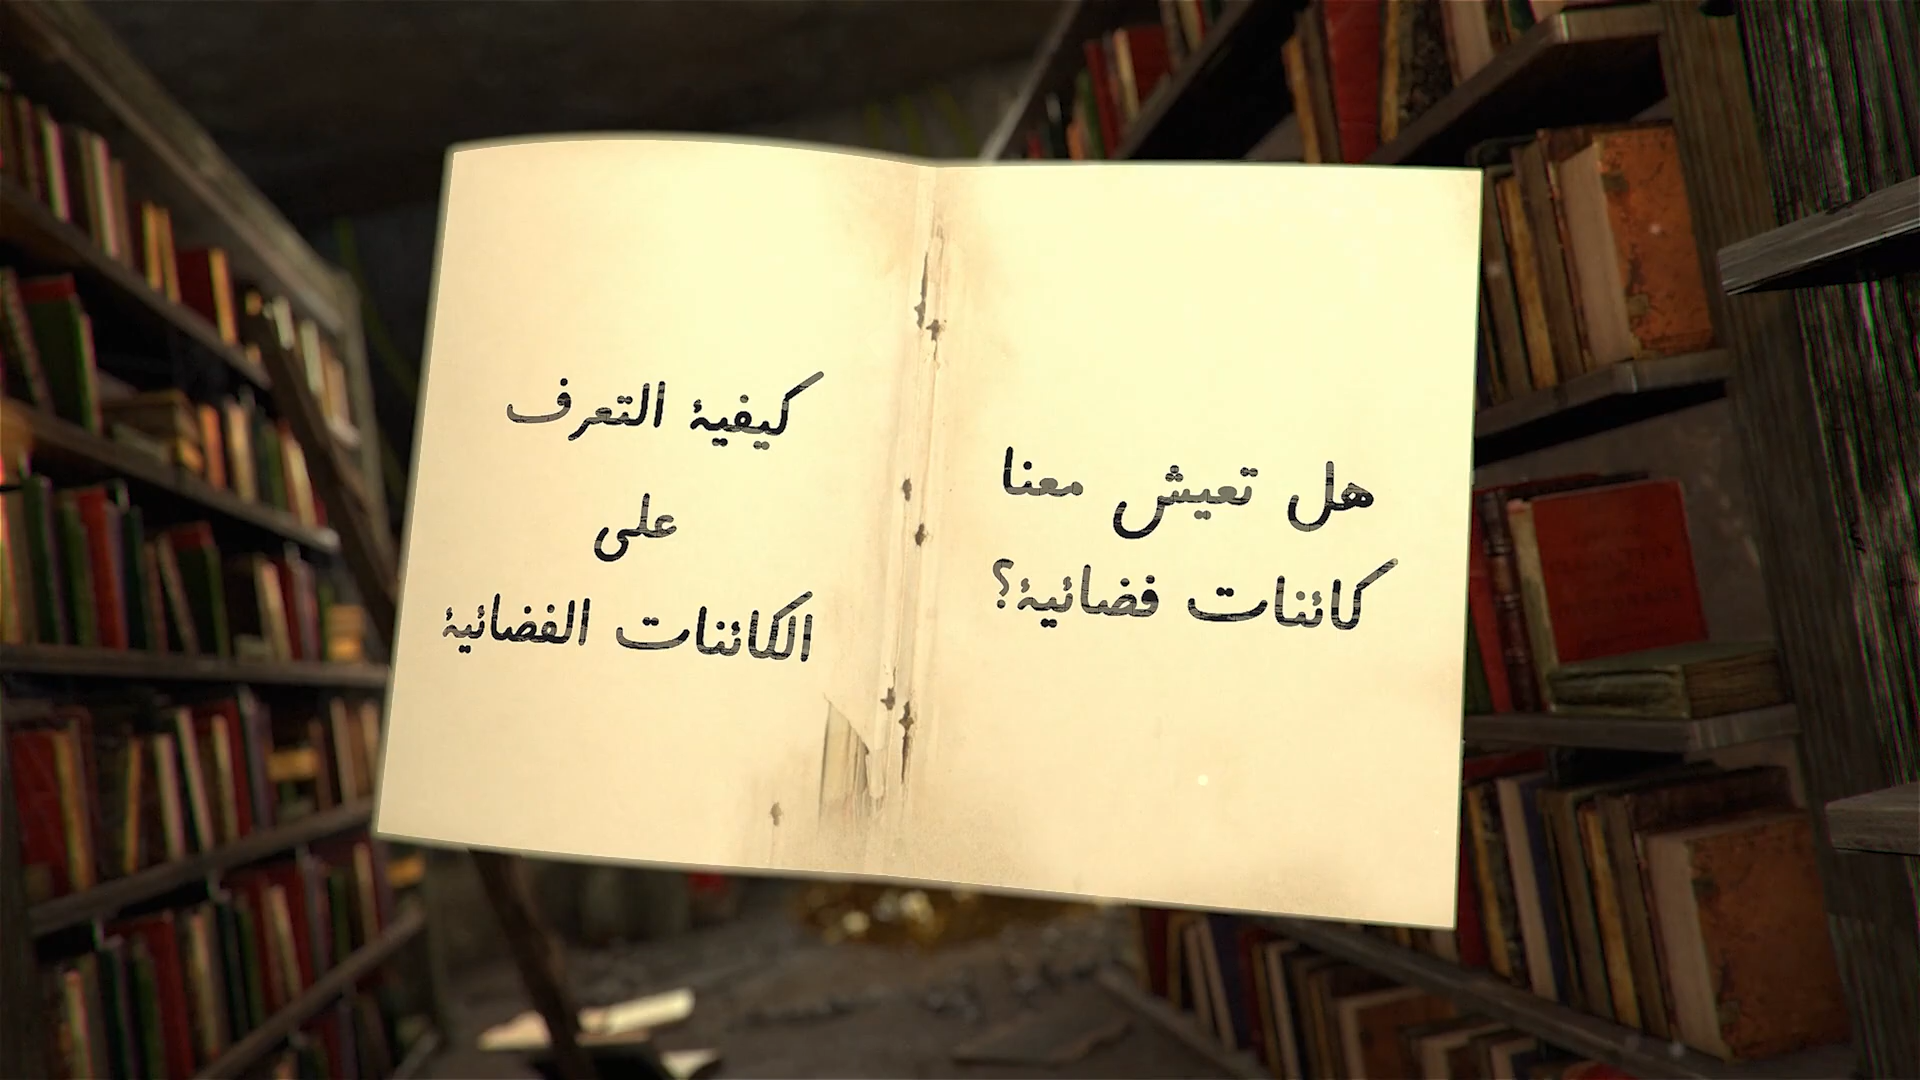 هل تعيش معنا
كائنات فضائية؟
كيفية التعرف
على
الكائنات الفضائية